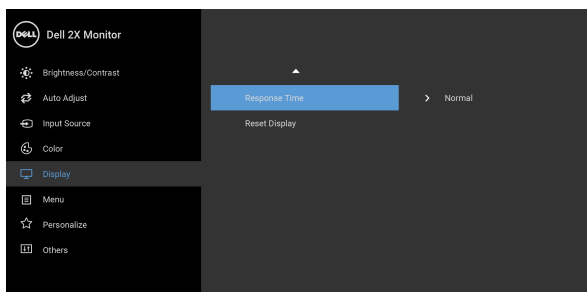 DELL Dell 2X Monitor
Brightness/Contrast
Auto Adjust
Response Time Normal
Input Source
Reset Display
Color
Display
Menu
Personalize
Others